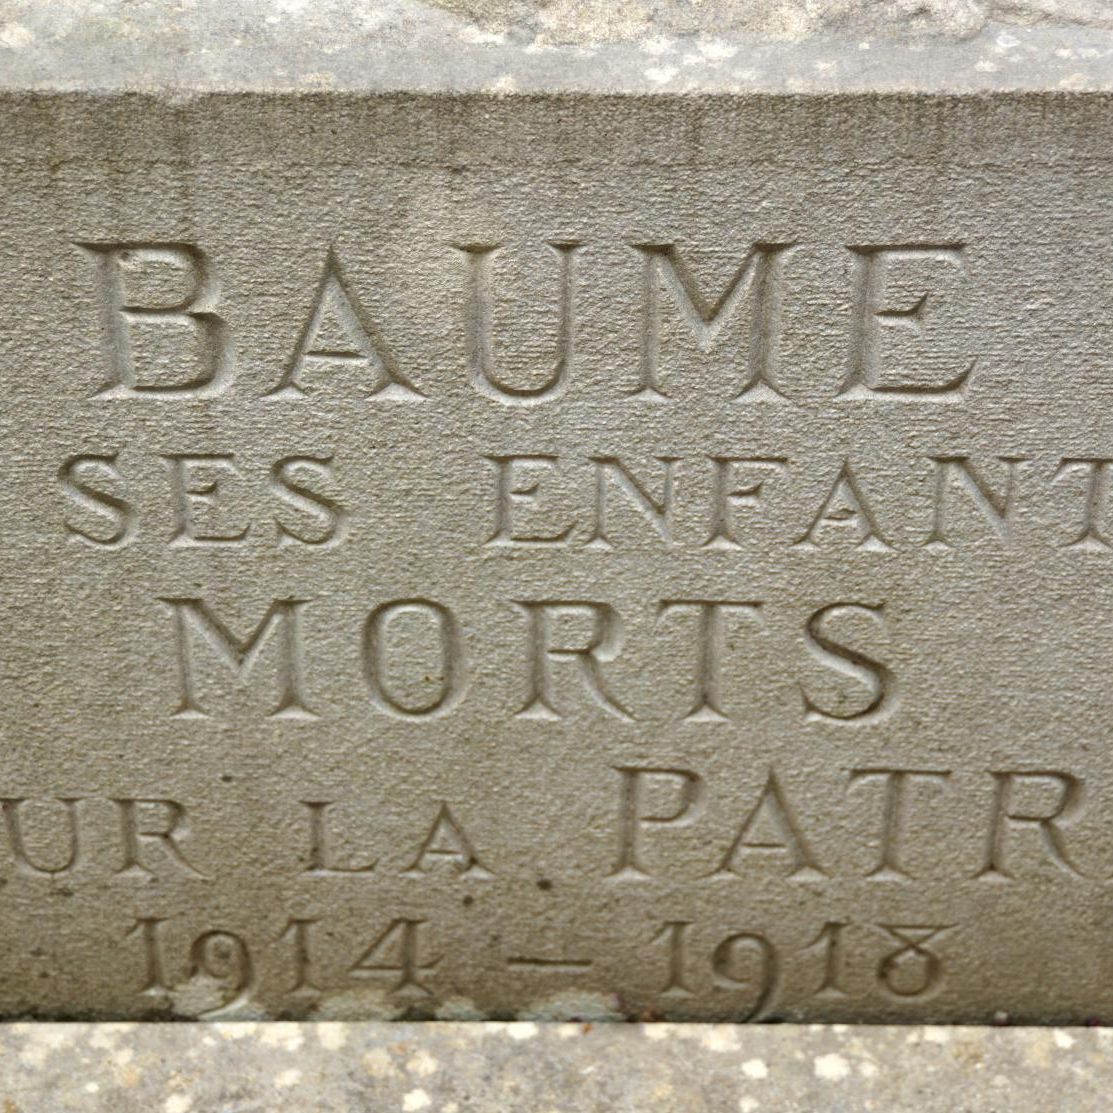 BAUME
SES ENFANT
MORTS
UR LA PATR
1914 - 1918